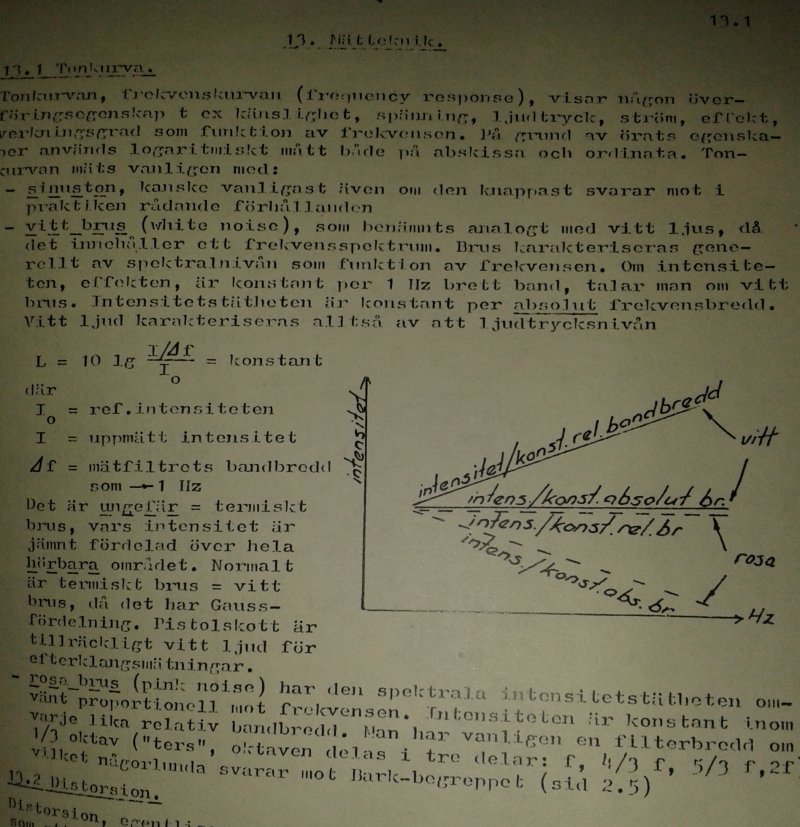 13.1
13. Mätteknik.
13.1 Tonkurva.
Tonkurvan, frekvenskurvan (frequency response), visar någon över-
föringsegenskap t ex känslighet, spänning, ljudtryck, ström, effekt,
verkningsgrad som funktion av frekvensen. På grund av örats egenska-
per används logaritmiskt mått både på abskissa och ordinata. Ton-
kurvan mäts vanligen med:
- sinuston, kanske vanligast även om den knappast svarar mot i
praktiken rådande förhållanden
- vitt brus (white noise), som benämnts analogt med vitt ljus, då
det innehåller ett frekvensspektrum. Brus karakteriseras gene-
rellt av spektralnivån som funktion av frekvensen. Om intensite-
ten, effekten, är konstant per 1 Hz brett band, talar man om vitt
brus. Intensitetstätheten är konstant per absolut frekvensbredd.
Vitt ljud karakteriseras alltså av att ljudtrycksnivån
L = 10 lg I/Δf / I₀ = konstant
där
I₀ = ref.intensiteten
I = uppmätt intensitet
Δf = mätfiltrets bandbredd
som → 1 Hz
Det är ungefär = termiskt
brus, vars intensitet är
jämnt fördelad över hela
hörbara området. Normalt
är termiskt brus = vitt
brus, då det har Gauss-
fördelning. Pistolskott är
tillräckligt vitt ljud för
efterklangsmätningar.
intensitet
intensitet/konst. rel. bandbredd
vitt
intens/konst. absolut br.
intens./konst. rel. br
rosa
intens./konst. abs. br.
Hz
- rosa brus (pink noise) har den spektrala intensitetstätheten om-
vänt proportionell mot frekvensen. Intensiteten är konstant inom
varje lika relativ bandbredd. Man har vanligen en filterbredd om
1/3 oktav ("ters", oktaven delas i tre delar: f, 4/3 f, 5/3 f,2f
vilket någorlunda svarar mot Bark-begreppet (sid 2.5)
13.2 Distorsion.
Distorsion,
som